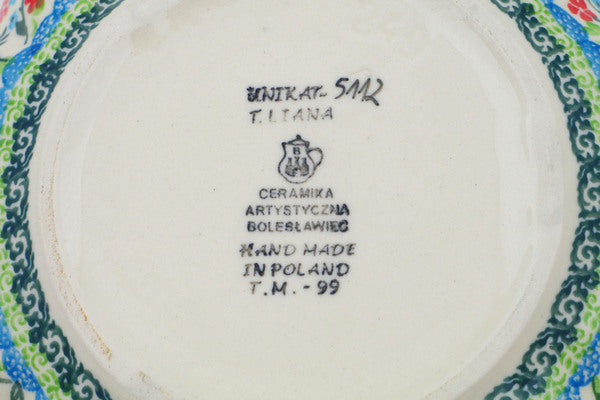 UNIKAT- 5112
T. LIANA
B
CERAMIKA
ARTYSTYCZNA
BOLESŁAWIEC
HAND MADE
IN POLAND
T.M. - 99